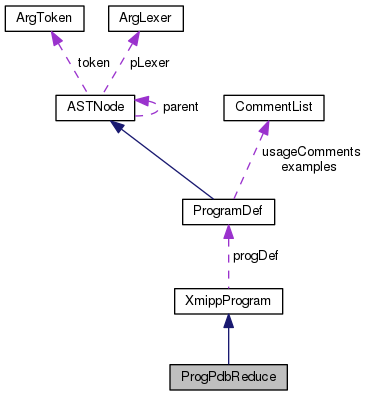 ArgToken
ArgLexer
token
pLexer
ASTNode
parent
CommentList
usageComments
examples
ProgramDef
progDef
XmippProgram
ProgPdbReduce